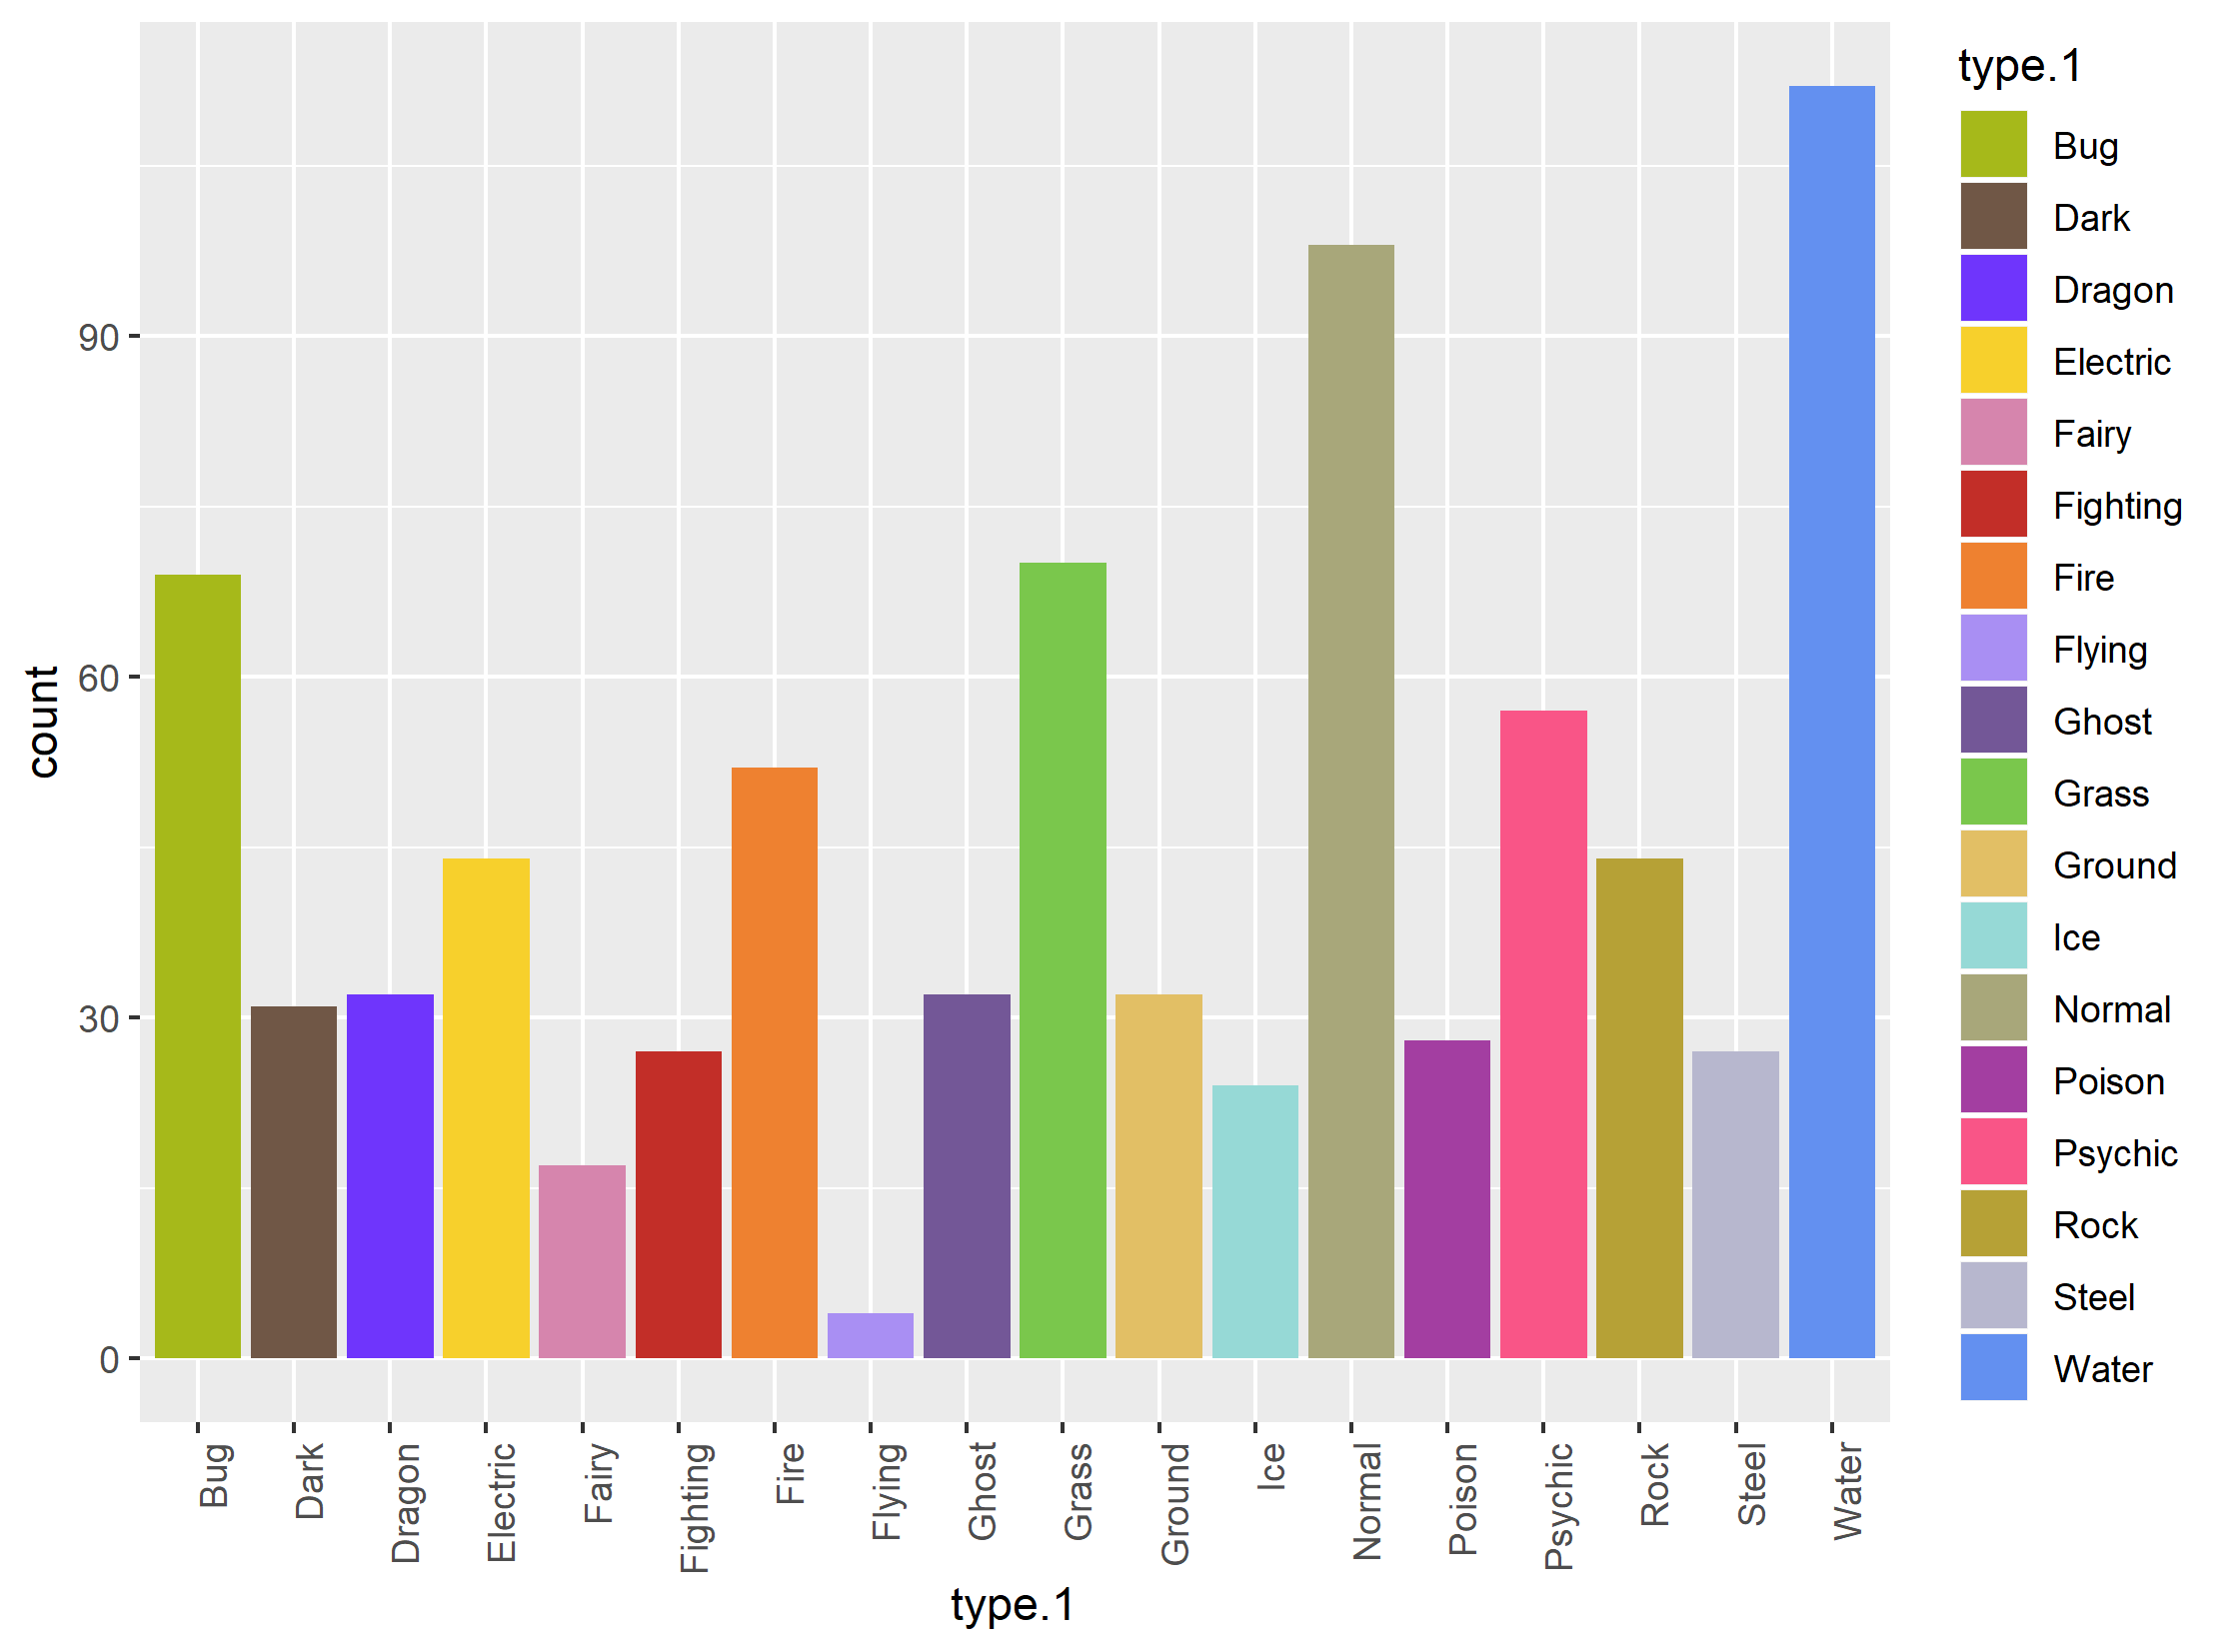 type.1
Bug
Dark
Dragon
Electric
Fairy
Fighting
Fire
Flying
Ghost
Grass
Ground
Ice
Normal
Poison
Psychic
Rock
Steel
Water
count
90
60
30
0
Bug
Dark
Dragon
Electric
Fairy
Fighting
Fire
Flying
Ghost
Grass
Ground
Ice
Normal
Poison
Psychic
Rock
Steel
Water
type.1